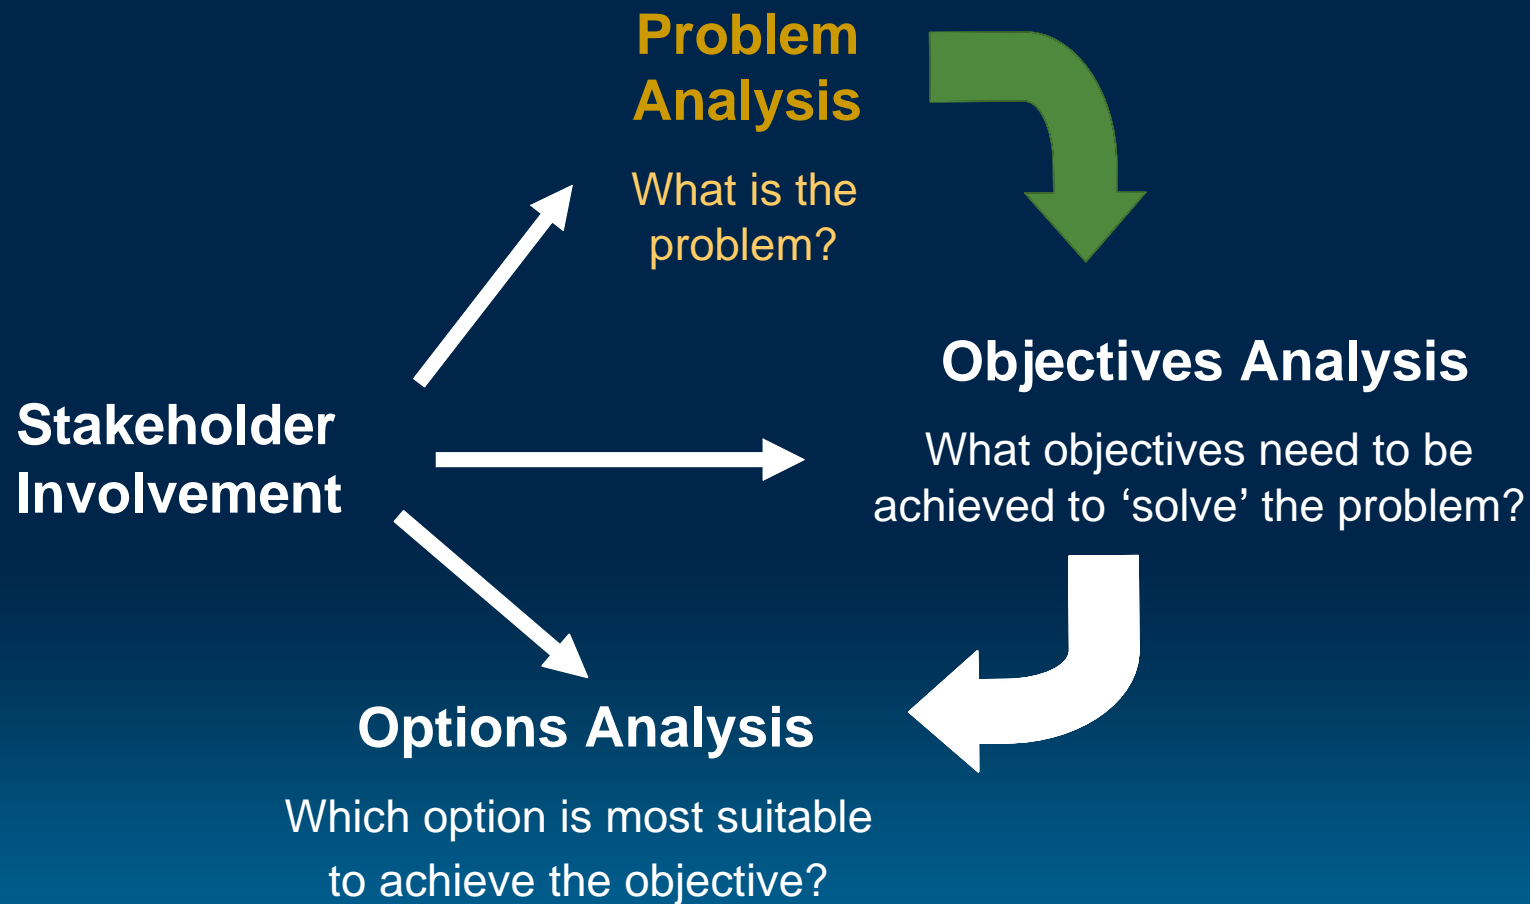 Problem
Analysis
What is the
problem?
Objectives Analysis
What objectives need to be
achieved to ‘solve’ the problem?
Stakeholder
Involvement
Options Analysis
Which option is most suitable
to achieve the objective?